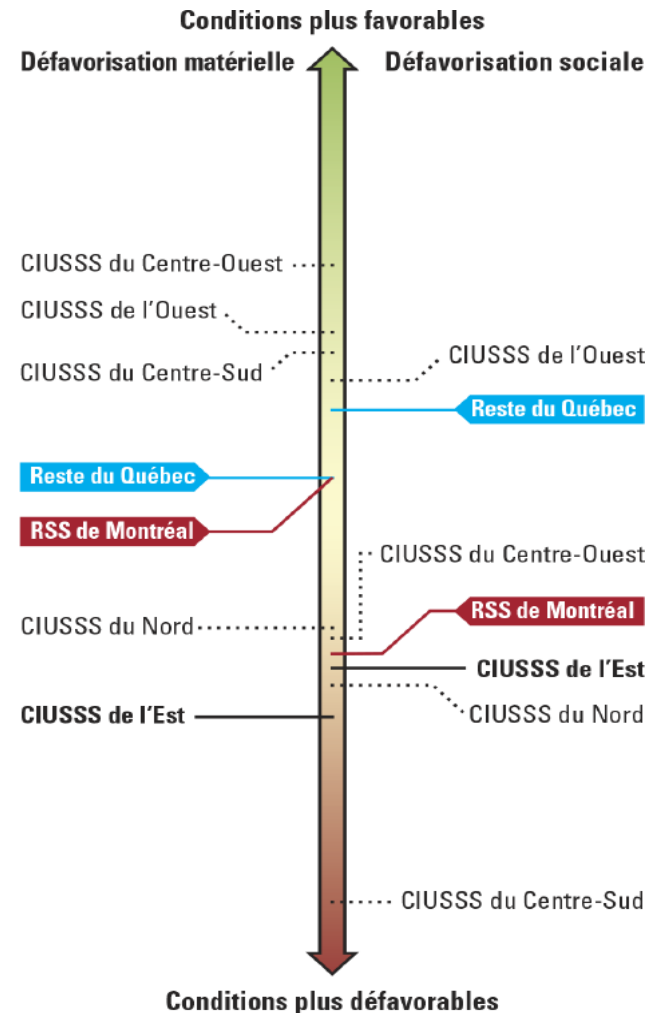 Conditions plus favorables
Défavorisation matérielle
Défavorisation sociale
CIUSSS du Centre-Ouest
CIUSSS de l'Ouest
CIUSSS du Centre-Sud
CIUSSS de l'Ouest
Reste du Québec
Reste du Québec
RSS de Montréal
CIUSSS du Centre-Ouest
RSS de Montréal
CIUSSS du Nord
CIUSSS de l'Est
CIUSSS de l'Est
CIUSSS du Nord
CIUSSS du Centre-Sud
Conditions plus défavorables